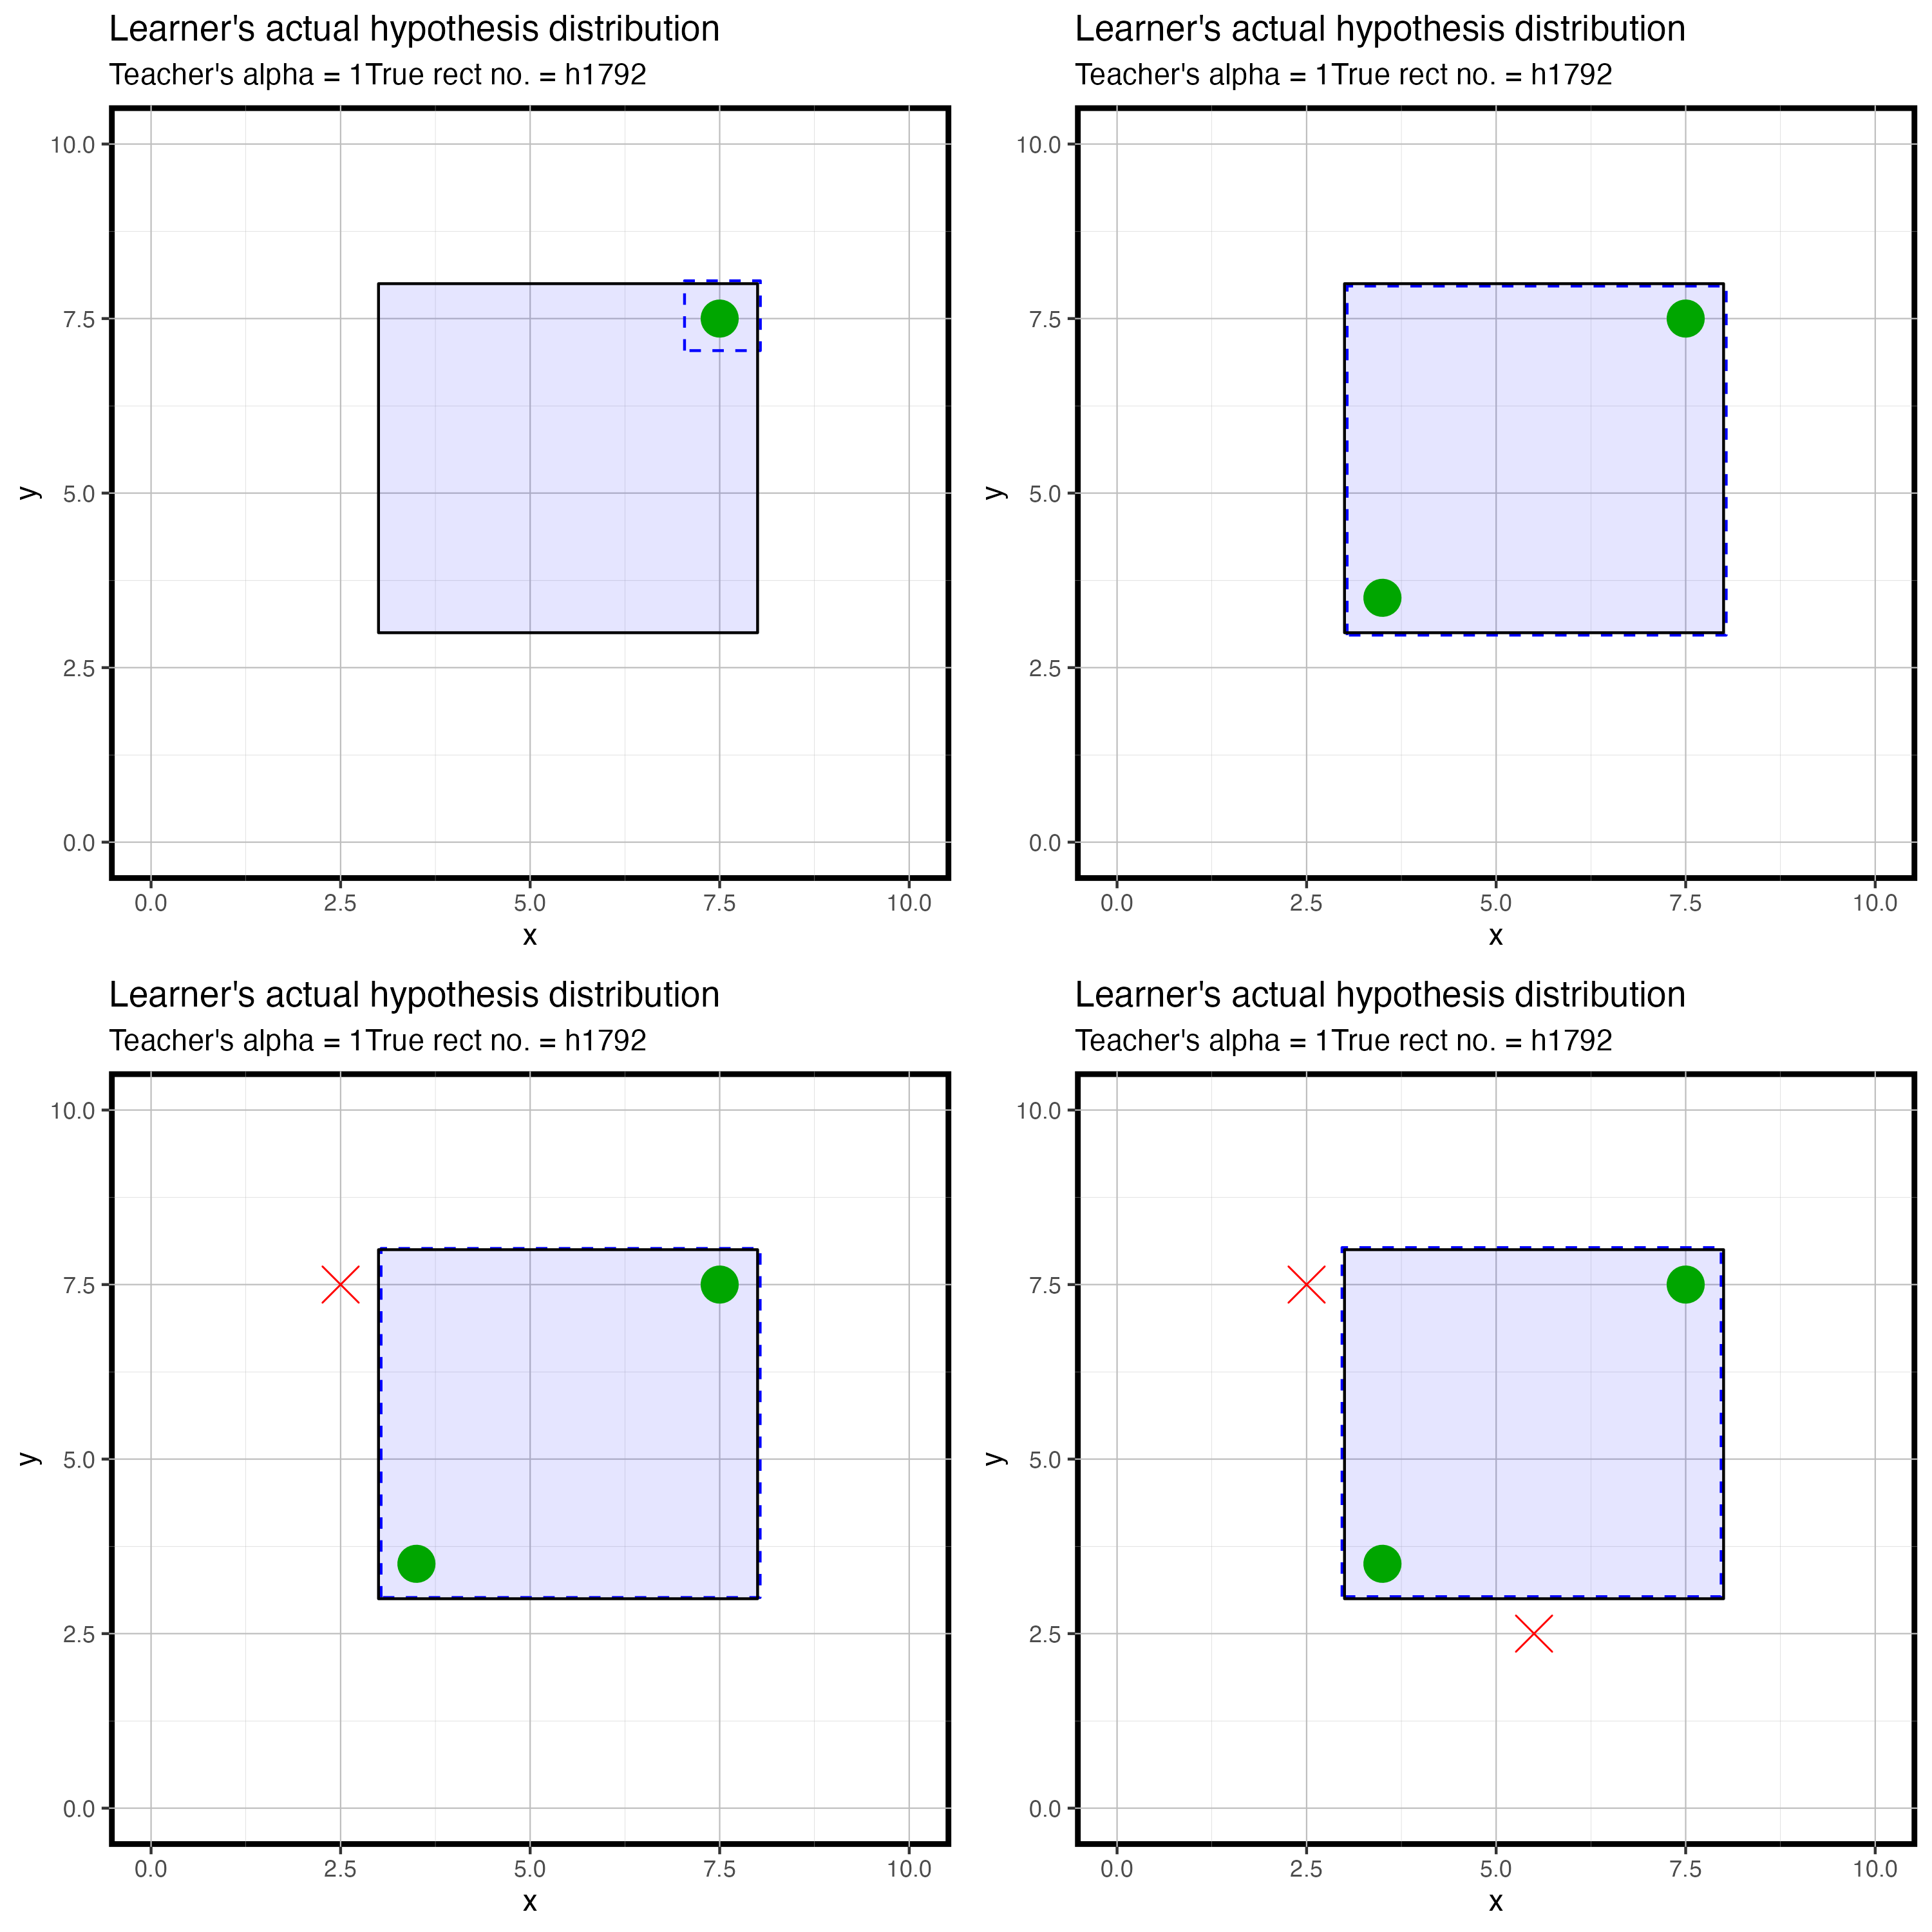 Learner's actual hypothesis distribution
Teacher's alpha = 1True rect no. = h1792
10.0
7.5
5.0
2.5
0.0
y
0.0 2.5 5.0 7.5 10.0
x
Learner's actual hypothesis distribution
Teacher's alpha = 1True rect no. = h1792
10.0
7.5
5.0
2.5
0.0
y
0.0 2.5 5.0 7.5 10.0
x
Learner's actual hypothesis distribution
Teacher's alpha = 1True rect no. = h1792
10.0
7.5
5.0
2.5
0.0
y
0.0 2.5 5.0 7.5 10.0
x
Learner's actual hypothesis distribution
Teacher's alpha = 1True rect no. = h1792
10.0
7.5
5.0
2.5
0.0
y
0.0 2.5 5.0 7.5 10.0
x